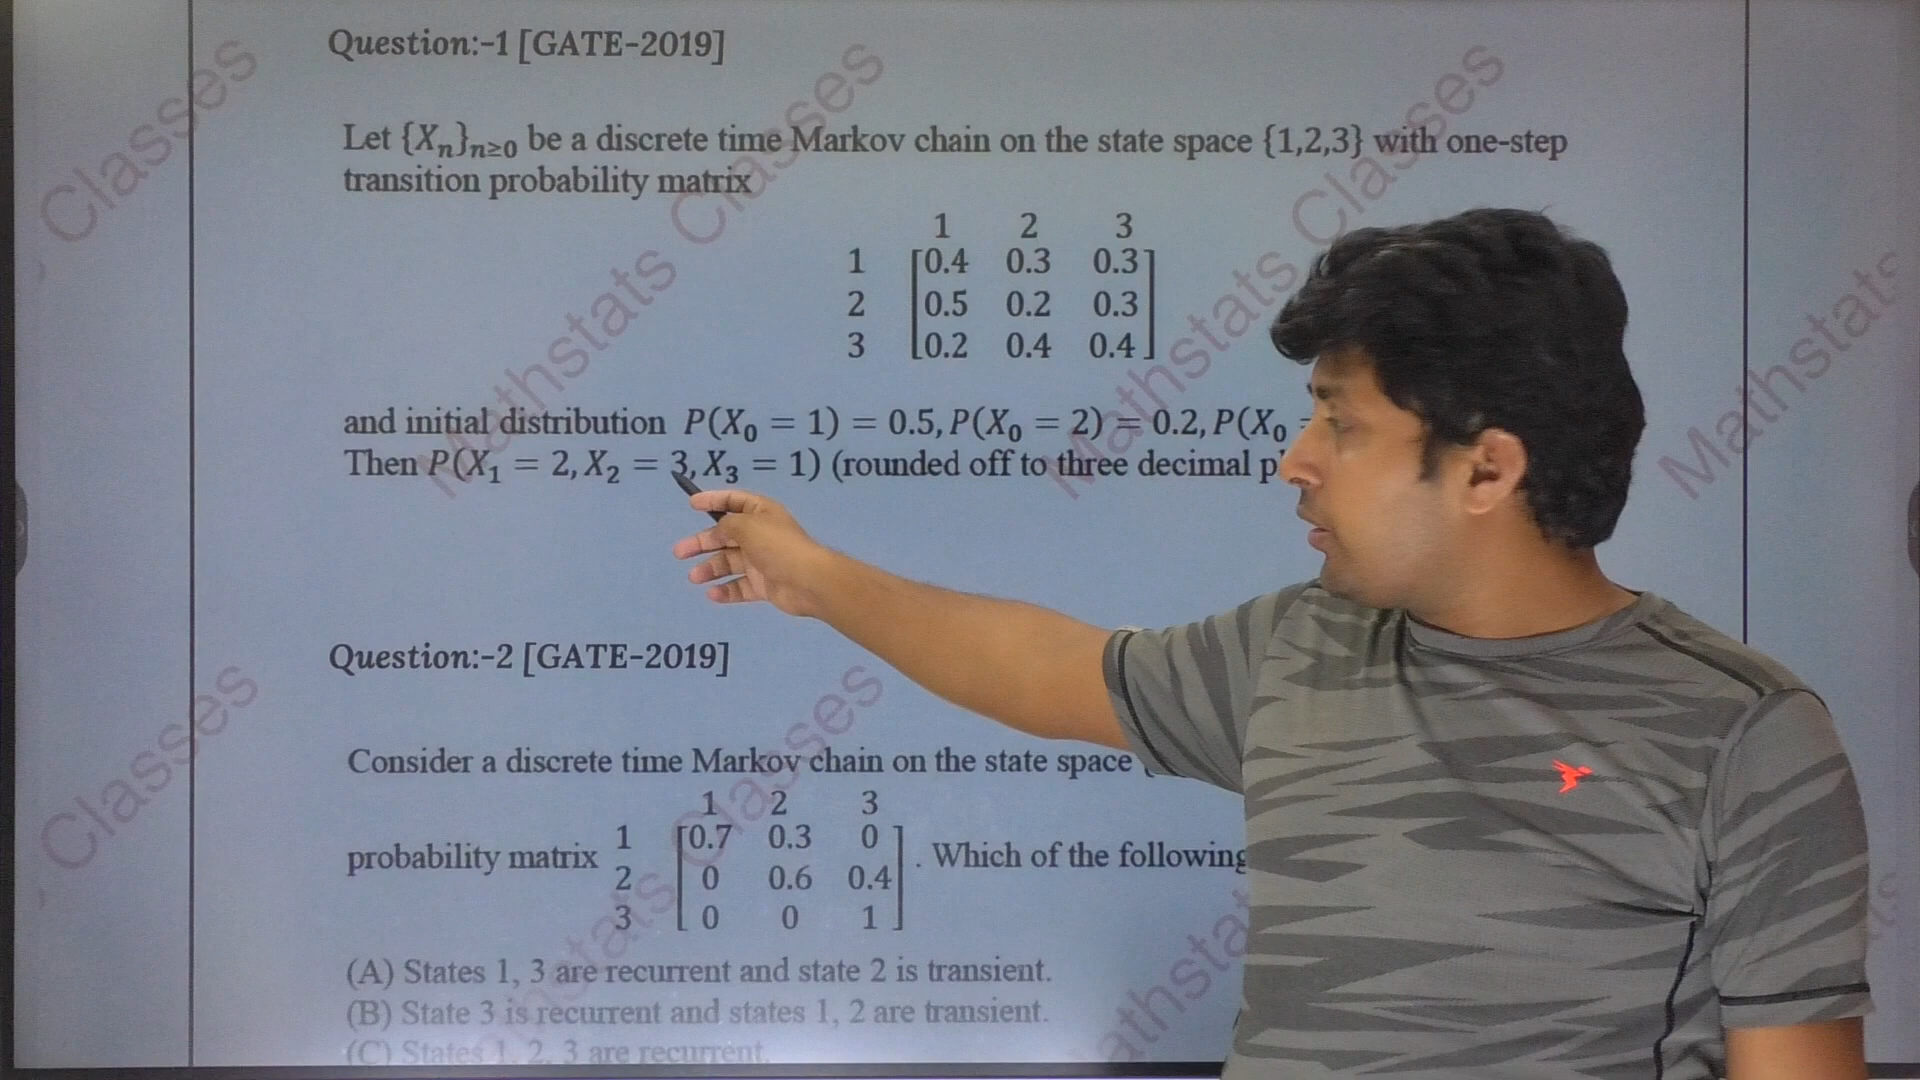 Question:-1 [GATE-2019]
Let {Xₙ}ₙ≥₀ be a discrete time Markov chain on the state space {1,2,3} with one-step
transition probability matrix
1 2 3
1 [0.4 0.3 0.3]
2 [0.5 0.2 0.3]
3 [0.2 0.4 0.4]
and initial distribution P(X₀ = 1) = 0.5, P(X₀ = 2) = 0.2, P(X₀
Then P(X₁ = 2, X₂ = 3, X₃ = 1) (rounded off to three decimal
Question:-2 [GATE-2019]
Consider a discrete time Markov chain on the state space
1 2 3
1 [0.7 0.3 0]
probability matrix 2 [0 0.6 0.4] . Which of the following
3 [0 0 1]
(A) States 1, 3 are recurrent and state 2 is transient.
(B) State 3 is recurrent and states 1, 2 are transient.
(C) States 1, 2, 3 are recurrent.
Mathstats Classes
Mathstats Classes
Classes
Mathstats
Classes